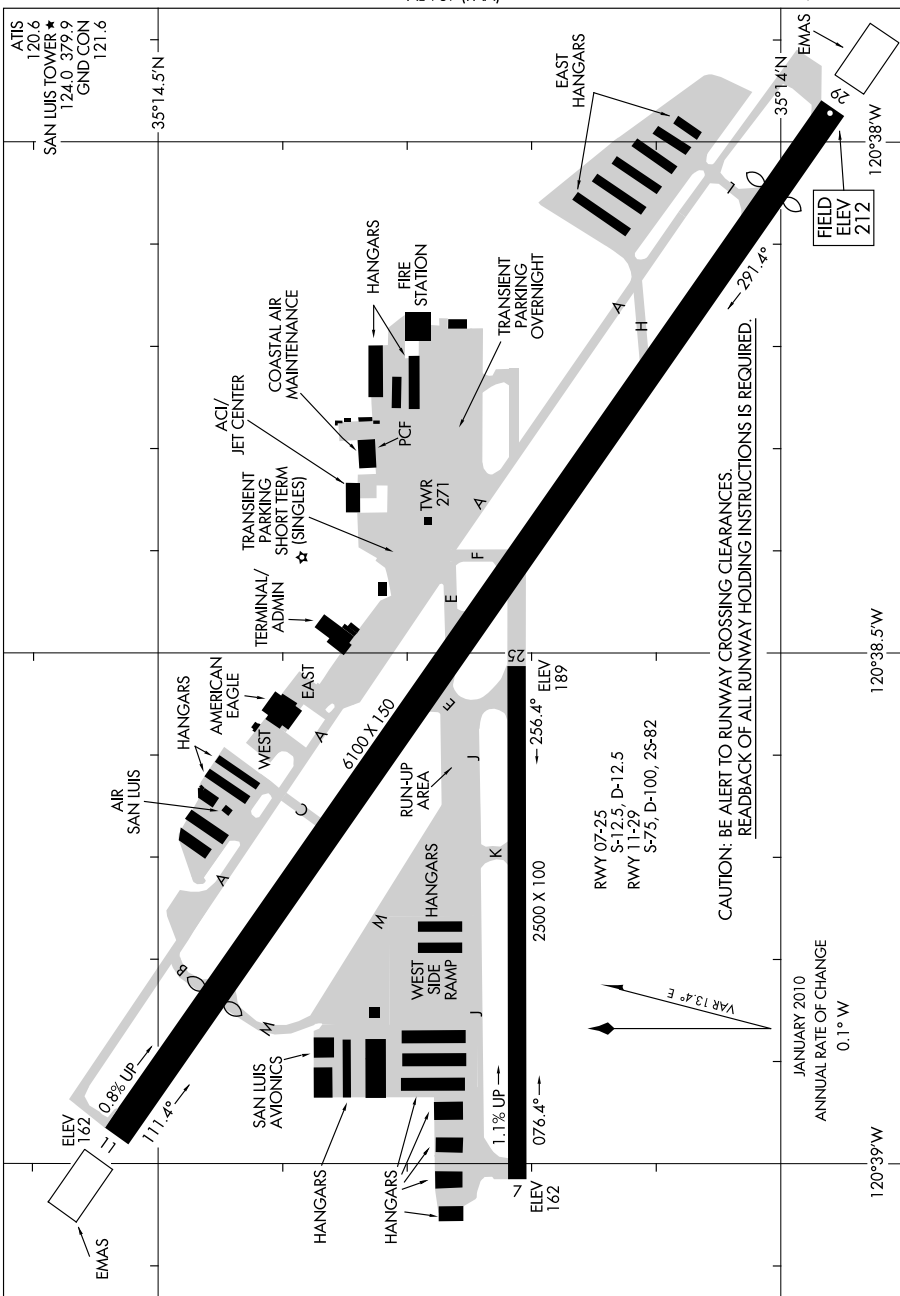 AL-707 (FAA)
ATIS
120.6
SAN LUIS TOWER ★
124.0 379.9
GND CON
121.6
35°14.5'N
35°14'N
EMAS
29
FIELD
ELEV
212
120°38'W
EAST
HANGARS
L
291.4°
A
H
HANGARS
FIRE
STATION
COASTAL AIR
MAINTENANCE
TRANSIENT
PARKING
OVERNIGHT
ACI/
JET CENTER
PCF
TWR
271
A
TRANSIENT
PARKING
SHORT TERM
☆ (SINGLES)
TERMINAL/
ADMIN
F
E
HANGARS
AMERICAN
EAGLE
EAST
WEST
A
6100 X 150
E
25
ELEV
189
256.4°
120°38.5'W
AIR
SAN LUIS
C
RUN-UP
AREA
J
A
K
2500 X 100
HANGARS
M
WEST
SIDE
RAMP
B
M
J
RWY 07-25
S-12.5, D-12.5
RWY 11-29
S-75, D-100, 2S-82
CAUTION: BE ALERT TO RUNWAY CROSSING CLEARANCES.
READBACK OF ALL RUNWAY HOLDING INSTRUCTIONS IS REQUIRED.
0.8% UP
111.4°
ELEV
162
11
EMAS
SAN LUIS
AVIONICS
HANGARS
HANGARS
HANGARS
1.1% UP
076.4°
7
ELEV
162
VAR 13.4° E
JANUARY 2010
ANNUAL RATE OF CHANGE
0.1° W
120°39'W